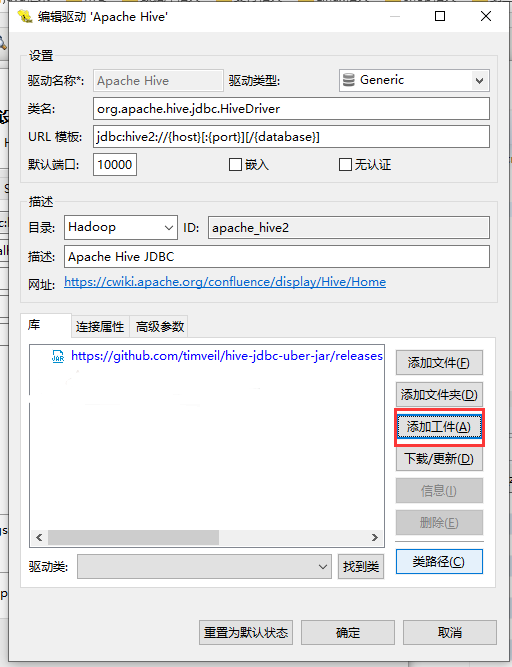 编辑驱动 'Apache Hive'
设置
驱动名称*: Apache Hive 驱动类型: Generic
类名: org.apache.hive.jdbc.HiveDriver
URL 模板: jdbc:hive2://{host}[:{port}][/{database}]
默认端口: 10000 嵌入 无认证
描述
目录: Hadoop ID: apache_hive2
描述: Apache Hive JDBC
网址: https://cwiki.apache.org/confluence/display/Hive/Home
库 连接属性 高级参数
https://github.com/timveil/hive-jdbc-uber-jar/releases
添加文件(F)
添加文件夹(D)
添加工件(A)
下载/更新(D)
信息(I)
删除(E)
类路径(C)
驱动类: 找到类
重置为默认状态 确定 取消